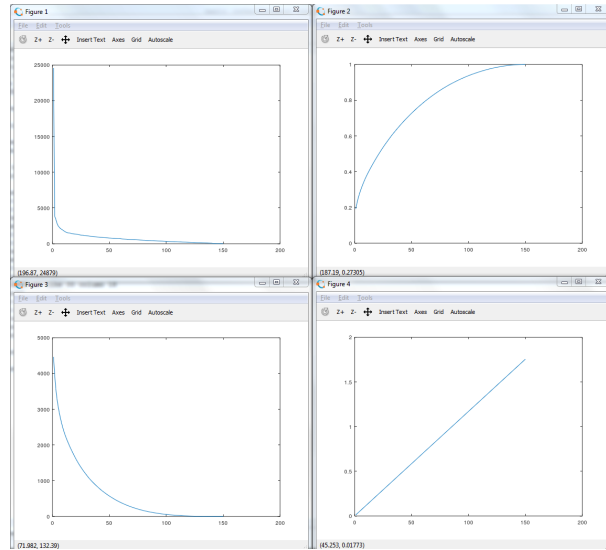 Figure 1
File Edit Tools
Z+ Z- Insert Text Axes Grid Autoscale
25000
20000
15000
10000
5000
0
0 50 100 150 200
(196.87, 24879)
Figure 2
File Edit Tools
Z+ Z- Insert Text Axes Grid Autoscale
1
0.8
0.6
0.4
0.2
0
0 50 100 150 200
(187.19, 0.27305)
Figure 3
File Edit Tools
Z+ Z- Insert Text Axes Grid Autoscale
5000
4000
3000
2000
1000
0
0 50 100 150 200
(71.982, 132.39)
Figure 4
File Edit Tools
Z+ Z- Insert Text Axes Grid Autoscale
2
1.5
1
0.5
0
0 50 100 150 200
(45.253, 0.01773)